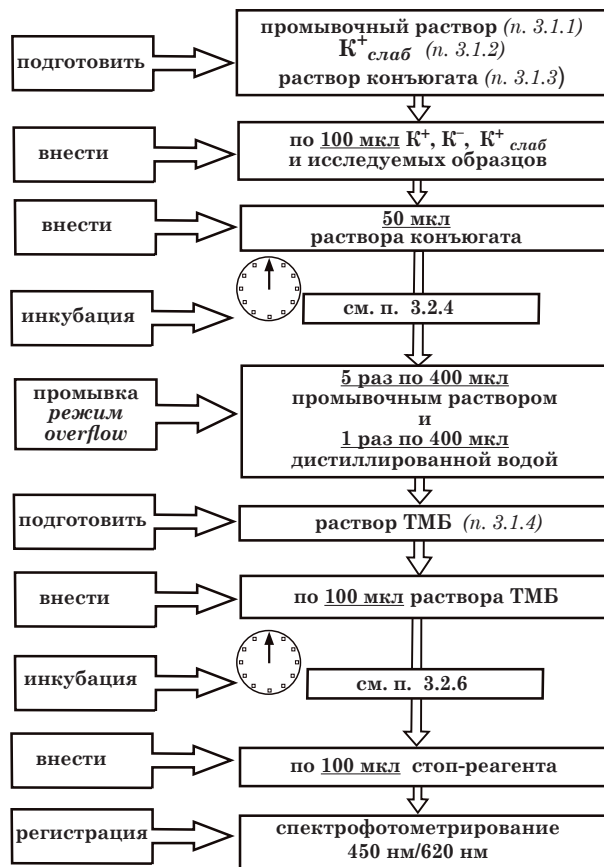 подготовить
промывочный раствор (п. 3.1.1)
К⁺слаб (п. 3.1.2)
раствор конъюгата (п. 3.1.3)
внести
по 100 мкл К⁺, К⁻, К⁺слаб
и исследуемых образцов
внести
50 мкл
раствора конъюгата
инкубация
см. п. 3.2.4
промывка
режим
overflow
5 раз по 400 мкл
промывочным раствором
и
1 раз по 400 мкл
дистиллированной водой
подготовить
раствор ТМБ (п. 3.1.4)
внести
по 100 мкл раствора ТМБ
инкубация
см. п. 3.2.6
внести
по 100 мкл стоп-реагента
регистрация
спектрофотометрирование
450 нм/620 нм